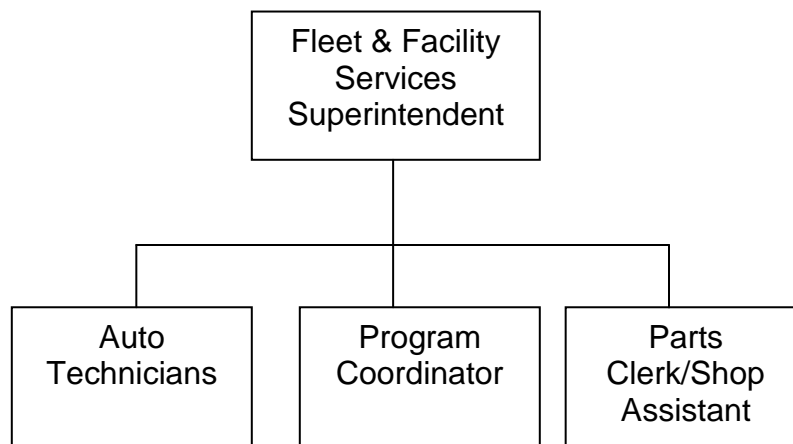 Fleet & Facility
Services
Superintendent
Auto
Technicians
Program
Coordinator
Parts
Clerk/Shop
Assistant